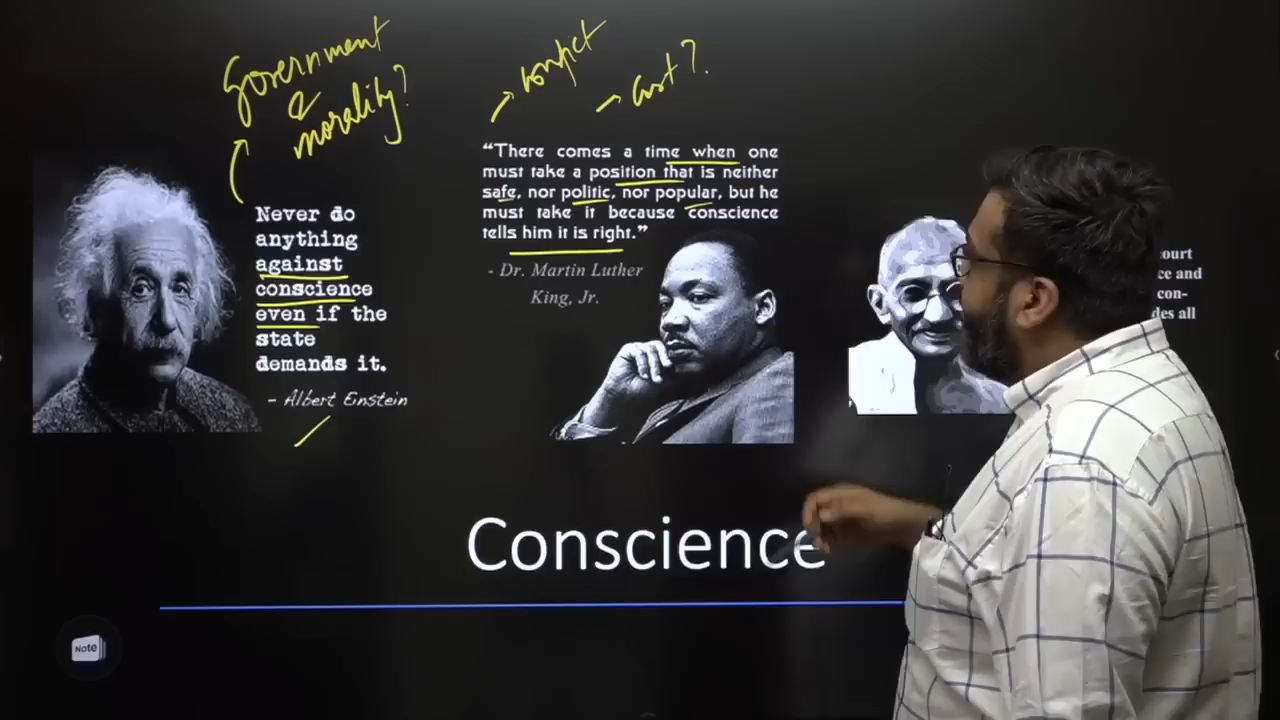 Government
&
morality?
→ conflict
→ Cost?
Never do
anything
against
conscience
even if the
state
demands it.
- Albert Einstein
“There comes a time when one
must take a position that is neither
safe, nor politic, nor popular, but he
must take it because conscience
tells him it is right.”
- Dr. Martin Luther
King, Jr.
ourt
ce and
con-
des all
Conscience
Note